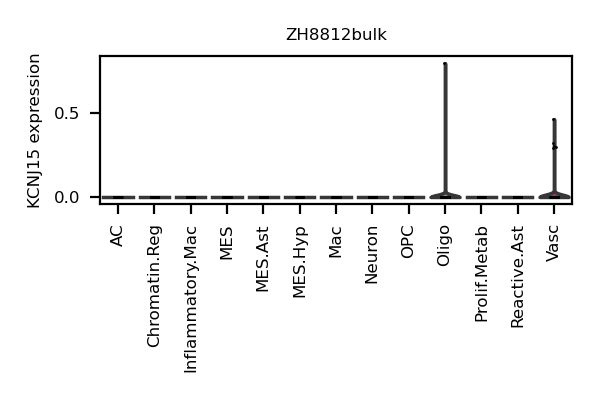 ZH8812bulk
KCNJ15 expression
0.5
0.0
AC
Chromatin.Reg
Inflammatory.Mac
MES
MES.Ast
MES.Hyp
Mac
Neuron
OPC
Oligo
Prolif.Metab
Reactive.Ast
Vasc